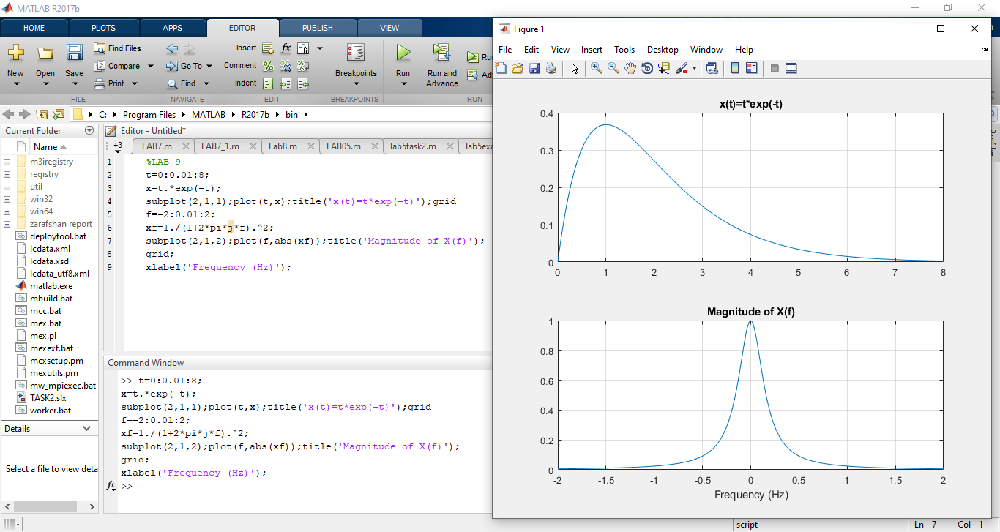 MATLAB R2017b
HOME PLOTS APPS EDITOR PUBLISH VIEW
New Open Save Find Files Compare Print
Insert Comment Indent
Go To Find
Breakpoints Run Run and Advance
FILE NAVIGATE EDIT BREAKPOINTS RUN
C: Program Files MATLAB R2017b bin
Current Folder
Name
m3iregistry
registry
util
win32
win64
zarafshan report
deploytool.bat
lcdata.xml
lcdata.xsd
lcdata_utf8.xml
matlab.exe
mbuild.bat
mcc.bat
mex.bat
mex.pl
mexext.bat
mexsetup.pm
mexutils.pm
mw_mpiexec.bat
TASK2.slx
worker.bat
Details
Select a file to view deta
Editor - Untitled*
+3 LAB7.m LAB7_1.m Lab8.m LAB05.m lab5task2.m lab5exa
1 %LAB 9
2 t=0:0.01:8;
3 x=t.*exp(-t);
4 subplot(2,1,1);plot(t,x);title('x(t)=t*exp(-t)');grid
5 f=-2:0.01:2;
6 xf=1./(1+2*pi*j*f).^2;
7 subplot(2,1,2);plot(f,abs(xf));title('Magnitude of X(f)');
8 grid;
9 xlabel('Frequency (Hz)');
Command Window
>> t=0:0.01:8;
x=t.*exp(-t);
subplot(2,1,1);plot(t,x);title('x(t)=t*exp(-t)');grid
f=-2:0.01:2;
xf=1./(1+2*pi*j*f).^2;
subplot(2,1,2);plot(f,abs(xf));title('Magnitude of X(f)');
grid;
xlabel('Frequency (Hz)');
fx >>
Figure 1
File Edit View Insert Tools Desktop Window Help
x(t)=t*exp(-t)
0.4
0.3
0.2
0.1
0
0 1 2 3 4 5 6 7 8
Magnitude of X(f)
1
0.8
0.6
0.4
0.2
0
-2 -1.5 -1 -0.5 0 0.5 1 1.5 2
Frequency (Hz)
script Ln 7 Col 1